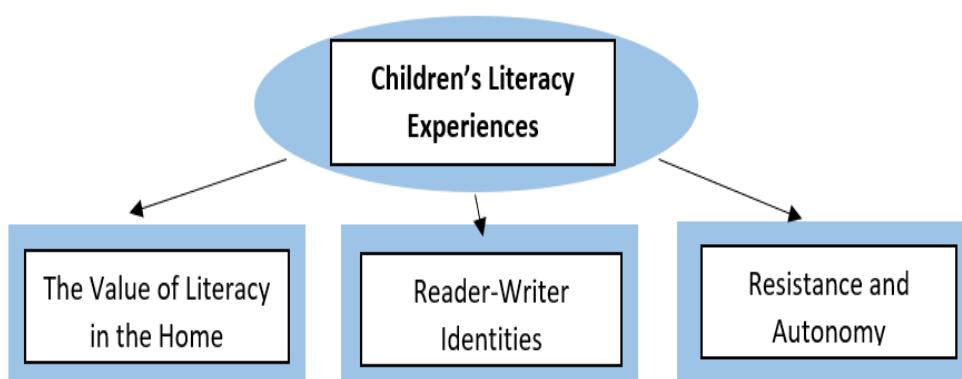 Children’s Literacy
Experiences
The Value of Literacy
in the Home
Reader-Writer
Identities
Resistance and
Autonomy